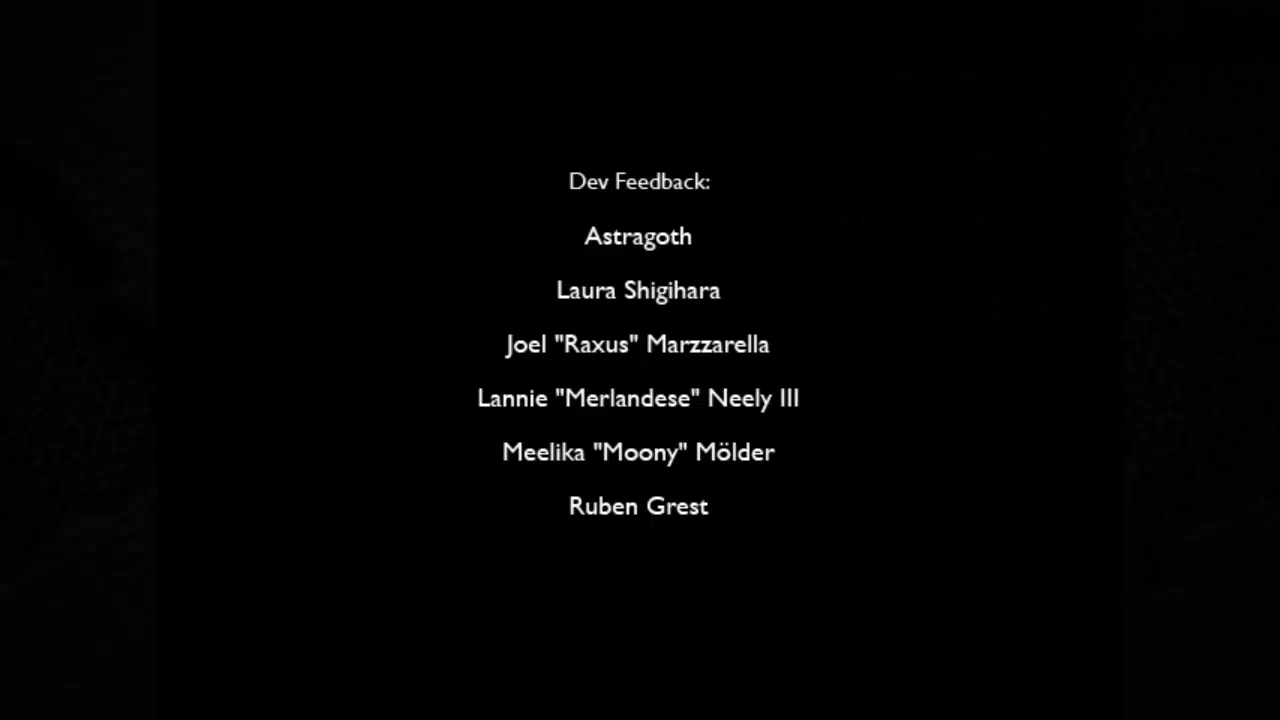 Dev Feedback:
Astragoth
Laura Shigihara
Joel "Raxus" Marzzarella
Lannie "Merlandese" Neely III
Meelika "Moony" Mölder
Ruben Grest